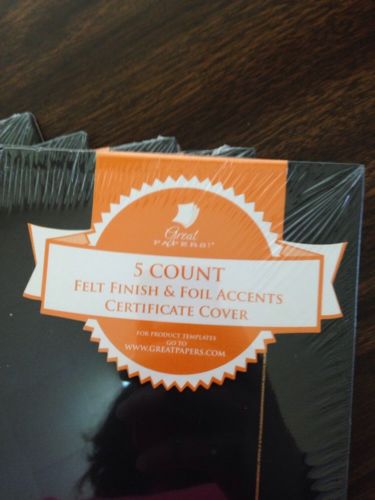 Great
PAPERS!
5 COUNT
FELT FINISH & FOIL ACCENTS
CERTIFICATE COVER
FOR PRODUCT TEMPLATES
GO TO
WWW.GREATPAPERS.COM